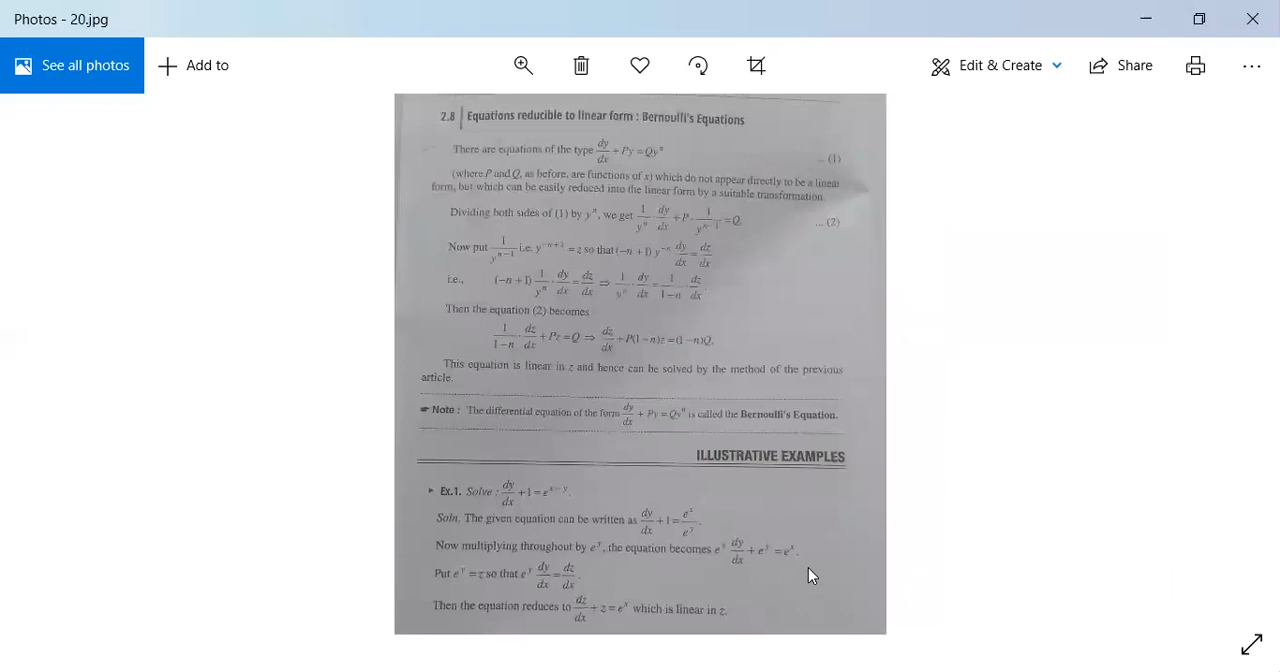 Photos - 20.jpg
See all photos
Add to
Edit & Create
Share
2.8 Equations reducible to linear form : Bernoulli's Equations
There are equations of the type dy/dx + Py = Qyⁿ ... (1)
(where P and Q, as before, are functions of x) which do not appear directly to be a linear
form, but which can be easily reduced into the linear form by a suitable transformation
Dividing both sides of (1) by yⁿ, we get 1/yⁿ · dy/dx + P · 1/yⁿ⁻¹ = Q. ... (2)
Now put 1/yⁿ⁻¹ i.e. y⁻ⁿ⁺¹ = z so that (−n + 1) y⁻ⁿ dy/dx = dz/dx
i.e., (−n + 1) 1/yⁿ · dy/dx = dz/dx ⇒ 1/yⁿ · dy/dx = 1/1−n · dz/dx.
Then the equation (2) becomes
1/1−n · dz/dx + Pz = Q ⇒ dz/dx + P(1 − n)z = (1 − n)Q.
This equation is linear in z and hence can be solved by the method of the previous
article.
☛ Note : The differential equation of the form dy/dx + Py = Qyⁿ is called the Bernoulli's Equation.
ILLUSTRATIVE EXAMPLES
▸ Ex.1. Solve : dy/dx + 1 = eˣ⁻ʸ.
Soln. The given equation can be written as dy/dx + 1 = eˣ/eʸ.
Now multiplying throughout by eʸ, the equation becomes eʸ dy/dx + eʸ = eˣ.
Put eʸ = z so that eʸ dy/dx = dz/dx.
Then the equation reduces to dz/dx + z = eˣ which is linear in z.